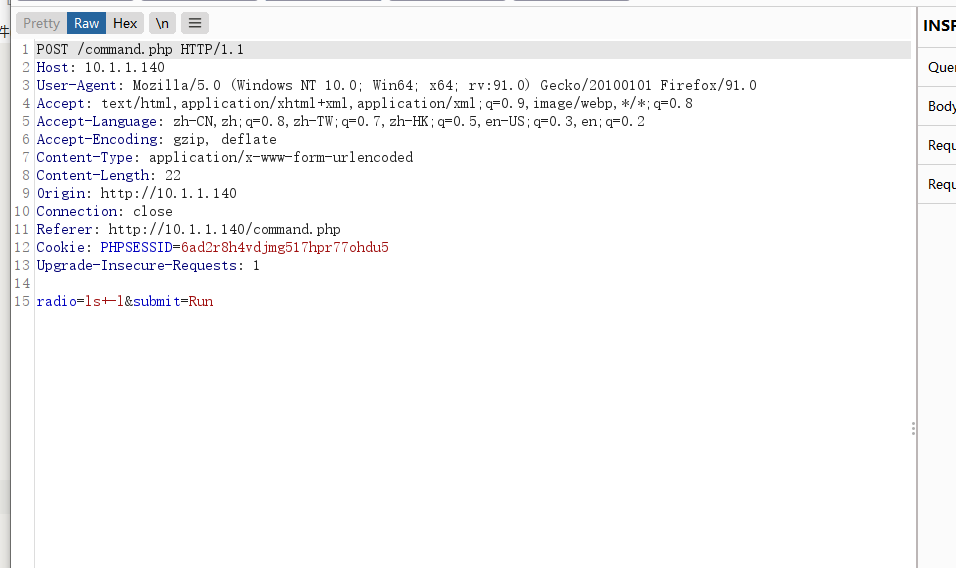 Pretty Raw Hex \n
INSP
1 POST /command.php HTTP/1.1
2 Host: 10.1.1.140
3 User-Agent: Mozilla/5.0 (Windows NT 10.0; Win64; x64; rv:91.0) Gecko/20100101 Firefox/91.0
4 Accept: text/html,application/xhtml+xml,application/xml;q=0.9,image/webp,*/*;q=0.8
5 Accept-Language: zh-CN,zh;q=0.8,zh-TW;q=0.7,zh-HK;q=0.5,en-US;q=0.3,en;q=0.2
6 Accept-Encoding: gzip, deflate
7 Content-Type: application/x-www-form-urlencoded
8 Content-Length: 22
9 Origin: http://10.1.1.140
10 Connection: close
11 Referer: http://10.1.1.140/command.php
12 Cookie: PHPSESSID=6ad2r8h4vdjmg517hpr77ohdu5
13 Upgrade-Insecure-Requests: 1
14
15 radio=ls+-l&submit=Run
Quer
Body
Requ
Requ
件